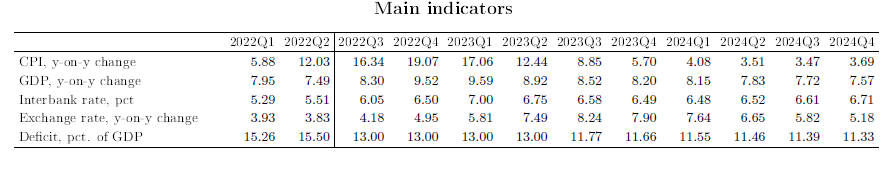 Main indicators
2022Q1 2022Q2 2022Q3 2022Q4 2023Q1 2023Q2 2023Q3 2023Q4 2024Q1 2024Q2 2024Q3 2024Q4
CPI, y-on-y change 5.88 12.03 16.34 19.07 17.06 12.44 8.85 5.70 4.08 3.51 3.47 3.69
GDP, y-on-y change 7.95 7.49 8.30 9.52 9.59 8.92 8.52 8.20 8.15 7.83 7.72 7.57
Interbank rate, pct 5.29 5.51 6.05 6.50 7.00 6.75 6.58 6.49 6.48 6.52 6.61 6.71
Exchange rate, y-on-y change 3.93 3.83 4.18 4.95 5.81 7.49 8.24 7.90 7.64 6.65 5.82 5.18
Deficit, pct. of GDP 15.26 15.50 13.00 13.00 13.00 13.00 11.77 11.66 11.55 11.46 11.39 11.33